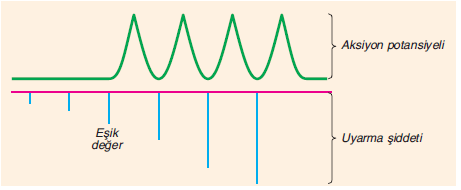 Aksiyon potansiyeli
Eşik
değer
Uyarma şiddeti